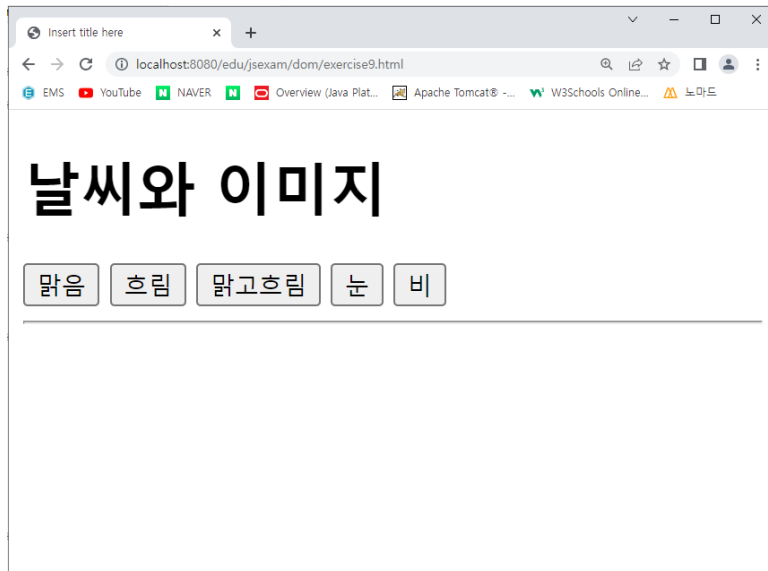 Insert title here
localhost:8080/edu/jsexam/dom/exercise9.html
EMS YouTube NAVER Overview (Java Plat... Apache Tomcat® -... W3Schools Online... 노마드
날씨와 이미지
맑음 흐림 맑고흐림 눈 비